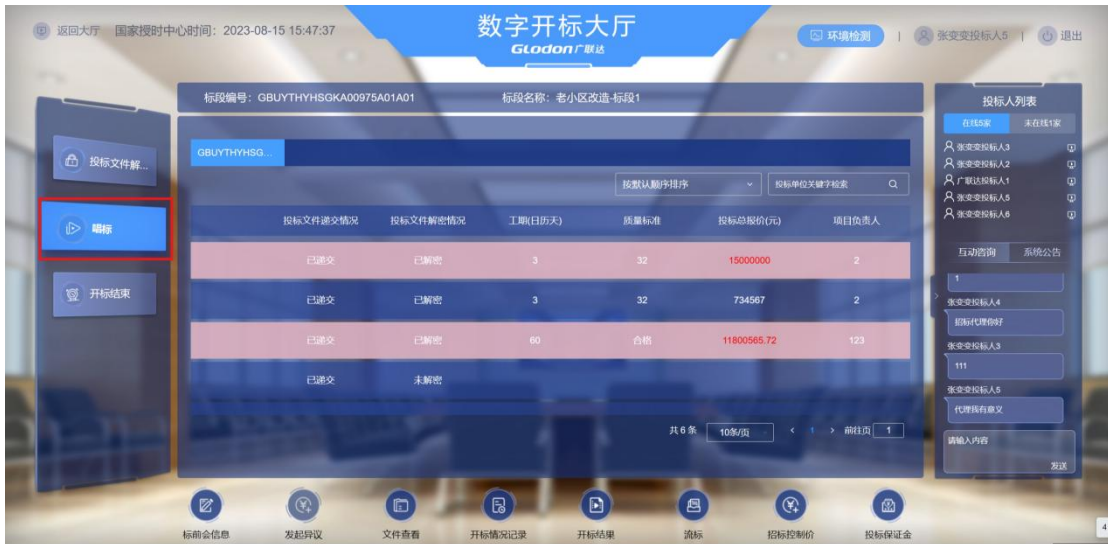 返回大厅 国家授时中心时间：2023-08-15 15:47:37
数字开标大厅
GLodon广联达
环境检测 | 张变变投标人5 | 退出
标段编号：GBUYTHYHSGKA00975A01A01 标段名称：老小区改造-标段1
投标文件解...
唱标
开标结束
GBUYTHYHSG...
按默认顺序排序 投标单位关键字检索
投标文件递交情况 投标文件解密情况 工期(日历天) 质量标准 投标总报价(元) 项目负责人
已递交 已解密 3 32 15000000 2
已递交 已解密 3 32 734567 2
已递交 已解密 60 合格 11800565.72 123
已递交 未解密
共 6 条 10条/页 < 1 > 前往页 1
投标人列表
在线5家 未在线1家
张变变投标人3
张变变投标人2
广联达投标人1
张变变投标人5
张变变投标人6
互动咨询 系统公告
1
张变变投标人4
招标代理你好
张变变投标人3
111
张变变投标人5
代理我有意义
请输入内容
发送
标前会信息 发起异议 文件查看 开标情况记录 开标结果 流标 招标控制价 投标保证金
4